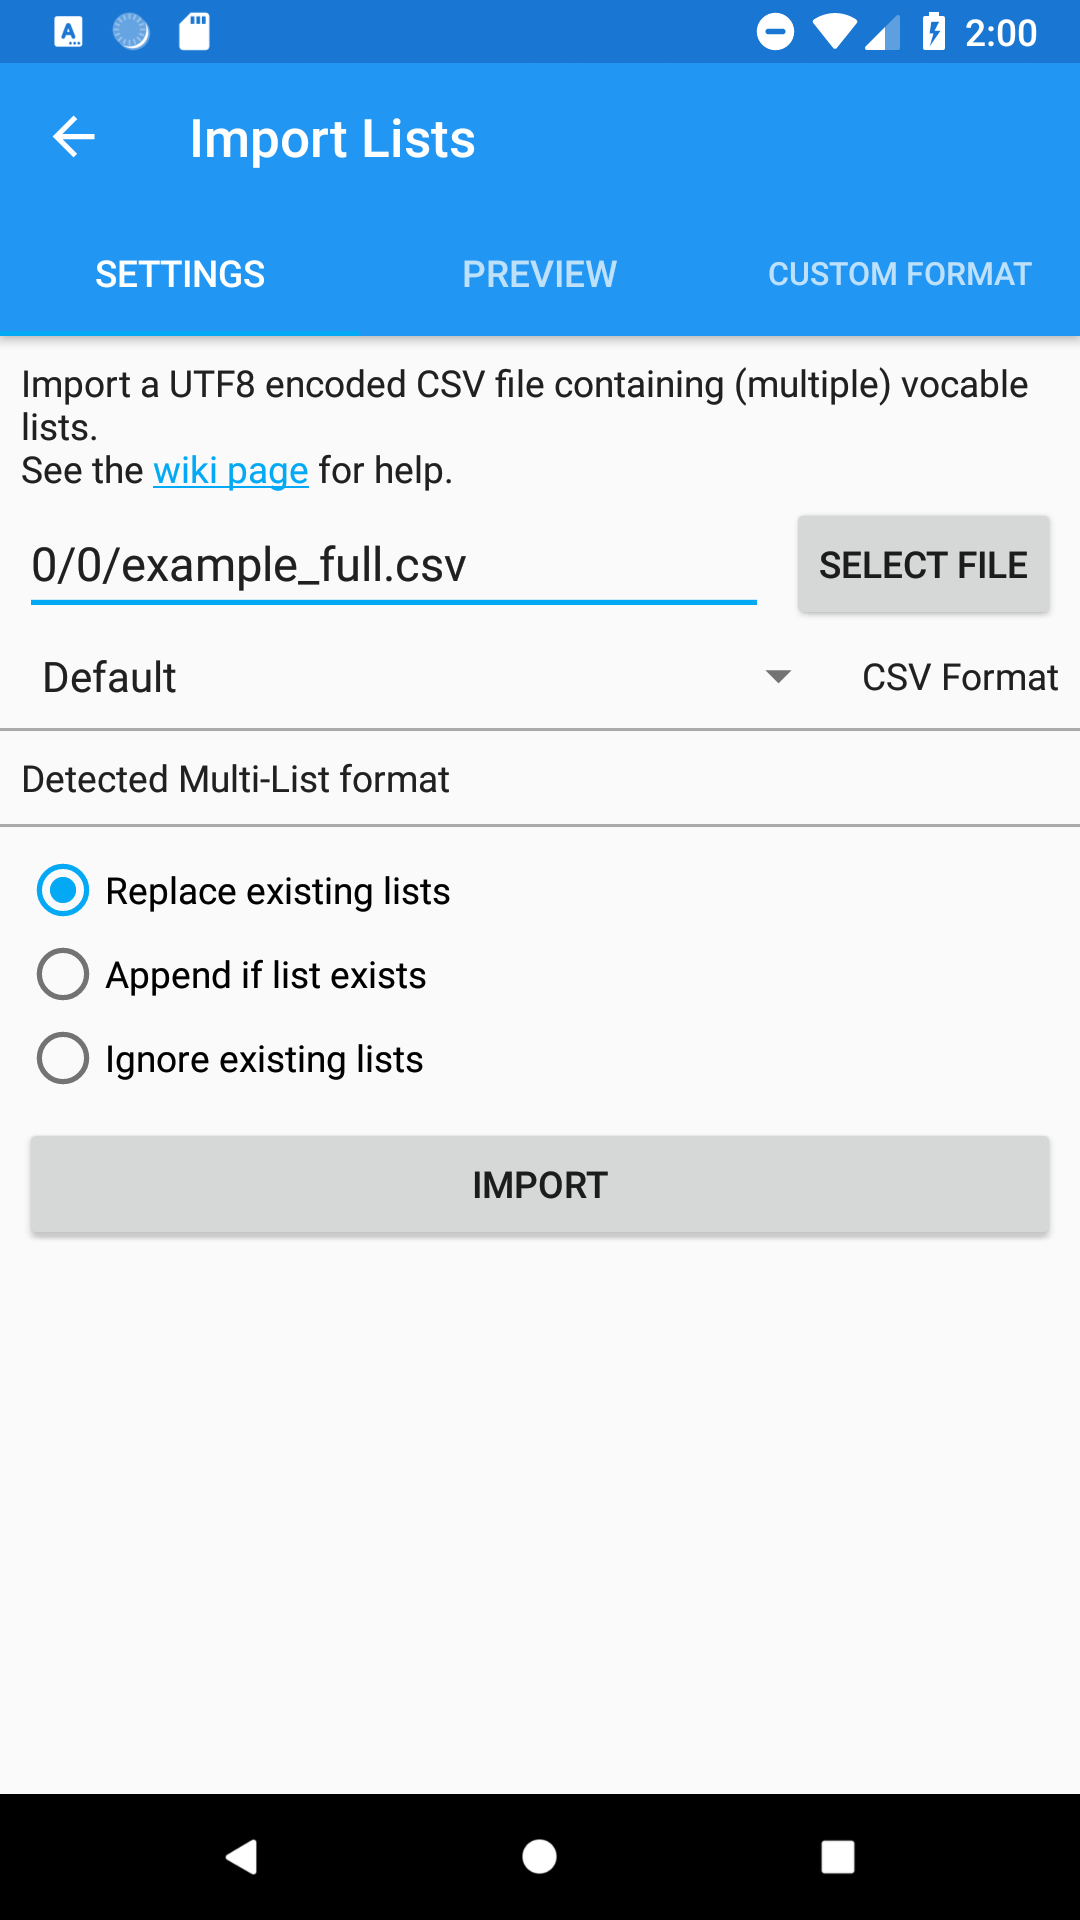 2:00
Import Lists
SETTINGS
PREVIEW
CUSTOM FORMAT
Import a UTF8 encoded CSV file containing (multiple) vocable
lists.
See the wiki page for help.
0/0/example_full.csv
SELECT FILE
Default
CSV Format
Detected Multi-List format
Replace existing lists
Append if list exists
Ignore existing lists
IMPORT